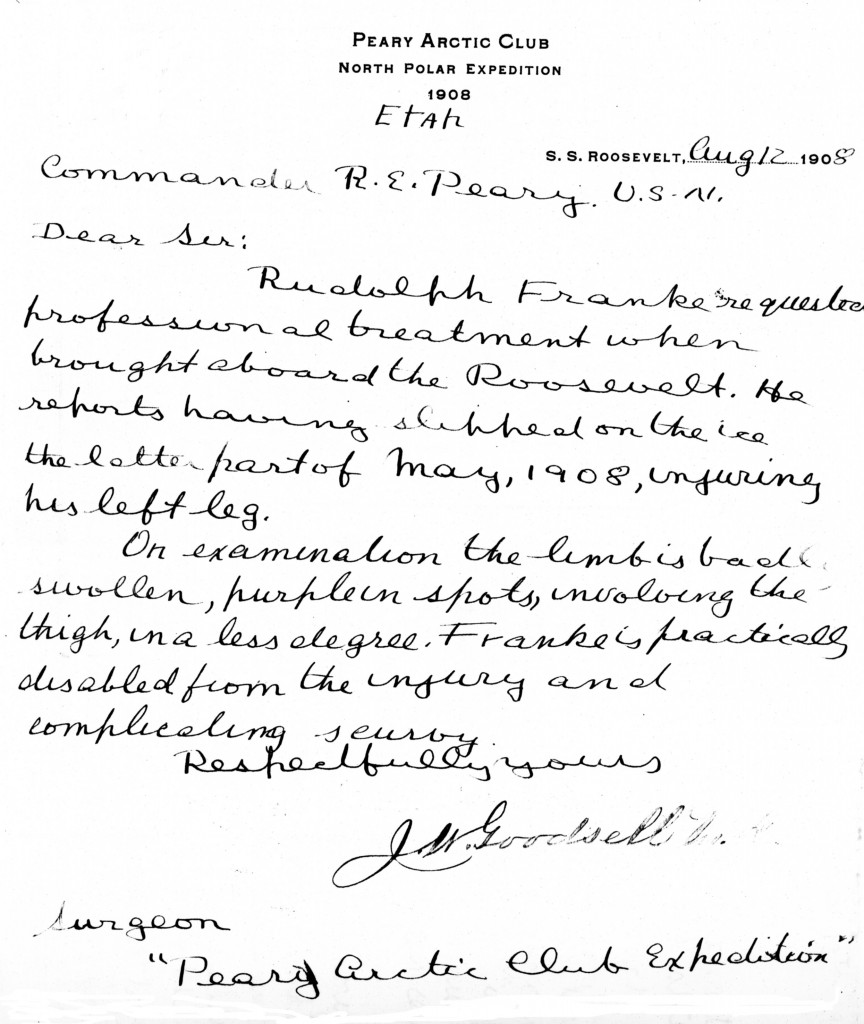 PEARY ARCTIC CLUB
NORTH POLAR EXPEDITION
1908
Etah
S. S. ROOSEVELT, Aug 12 1908
Commander R. E. Peary, U.S.N.
Dear Sir:
Rudolph Franke requested
professional treatment when
brought aboard the Roosevelt. He
reports having slipped on the ice
the latter part of May, 1908, injuring
his left leg.
On examination the limb is badl
swollen, purple in spots, involving the
thigh, in a less degree. Franke is practically
disabled from the injury and
complicating scurvy.
Respectfully yours
J. W. Goodsell M.
Surgeon
"Peary Arctic Club Expedition"